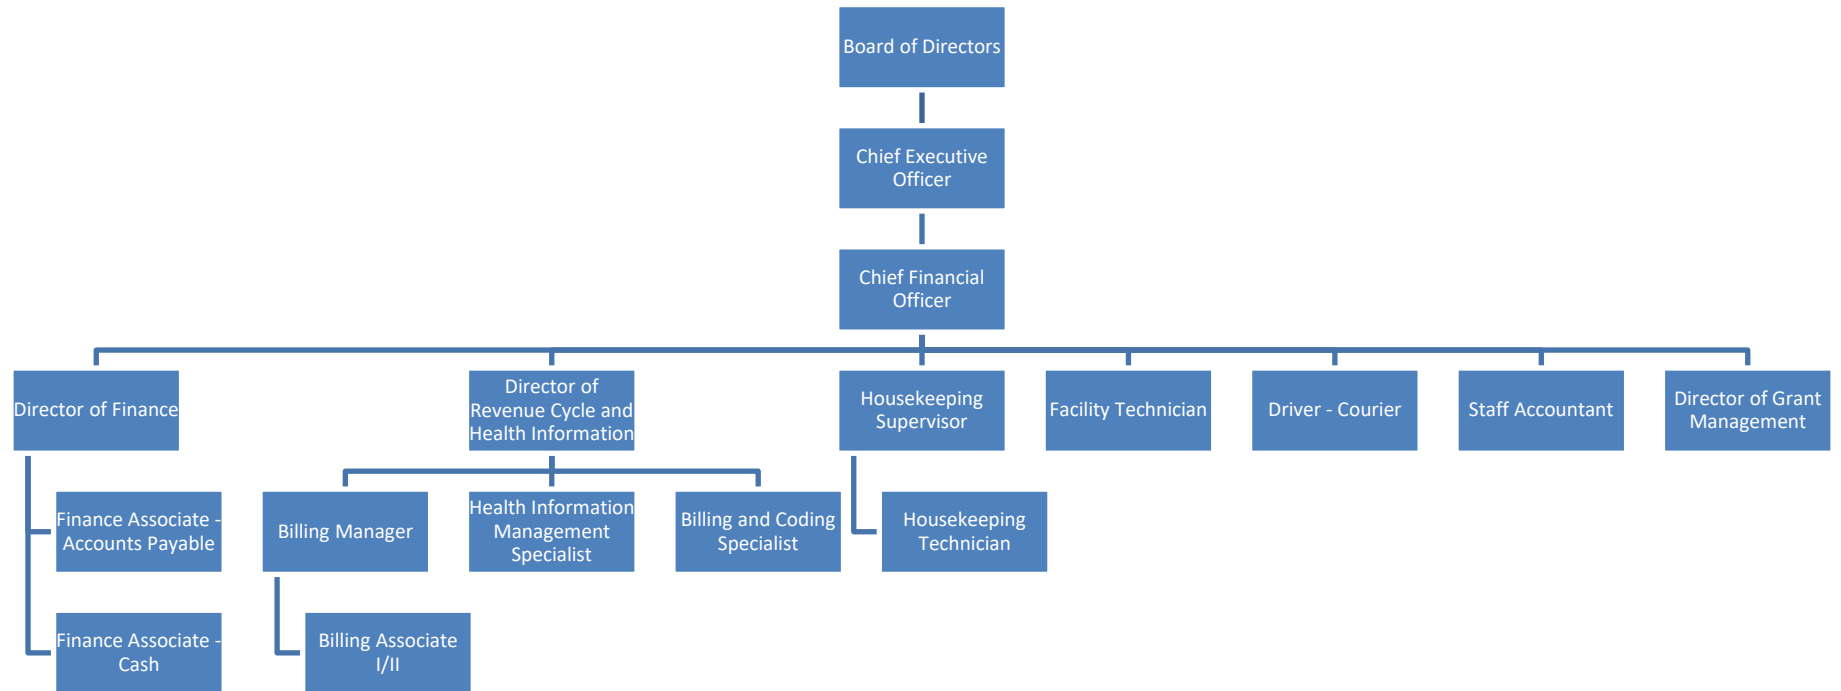 Board of Directors
Chief Executive
Officer
Chief Financial
Officer
Director of Finance
Director of
Revenue Cycle and
Health Information
Housekeeping
Supervisor
Facility Technician
Driver - Courier
Staff Accountant
Director of Grant
Management
Finance Associate -
Accounts Payable
Billing Manager
Health Information
Management
Specialist
Billing and Coding
Specialist
Housekeeping
Technician
Finance Associate -
Cash
Billing Associate
I/II